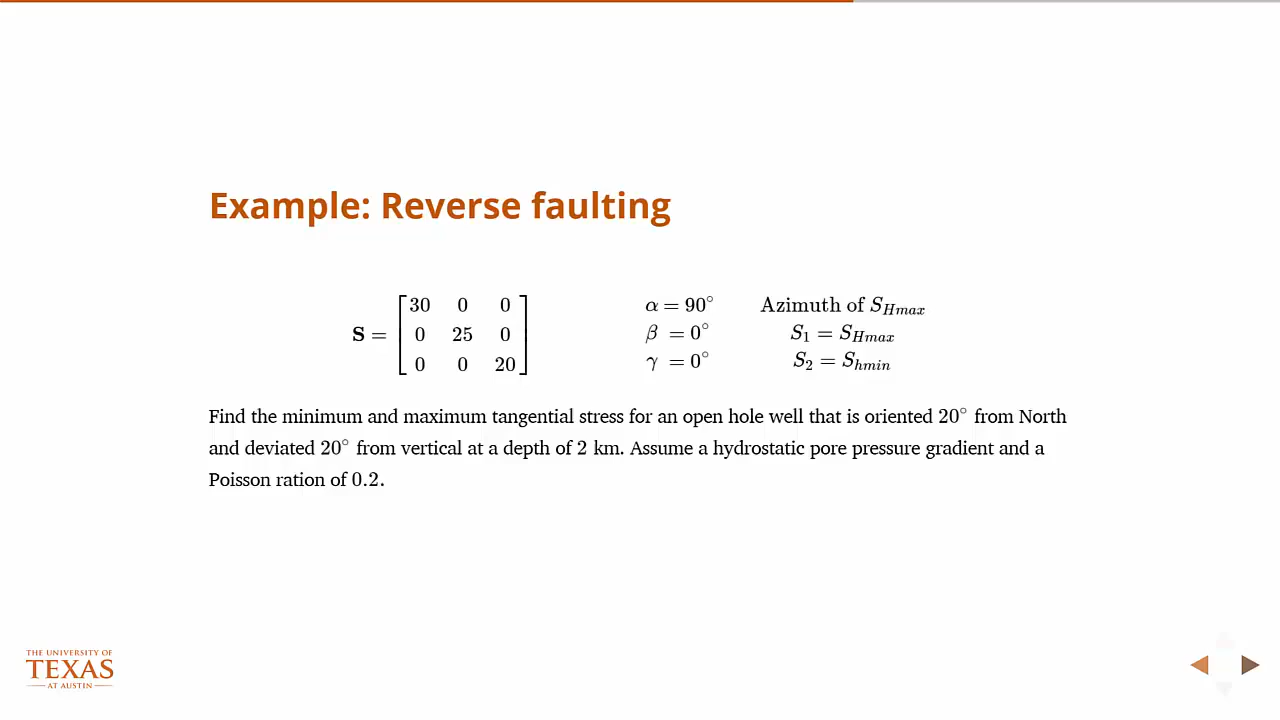 Example: Reverse faulting
S = [ 30 0 0
0 25 0
0 0 20 ]
α = 90° Azimuth of S_Hmax
β = 0° S_1 = S_Hmax
γ = 0° S_2 = S_hmin
Find the minimum and maximum tangential stress for an open hole well that is oriented 20° from North
and deviated 20° from vertical at a depth of 2 km. Assume a hydrostatic pore pressure gradient and a
Poisson ration of 0.2.
THE UNIVERSITY OF
TEXAS
AT AUSTIN